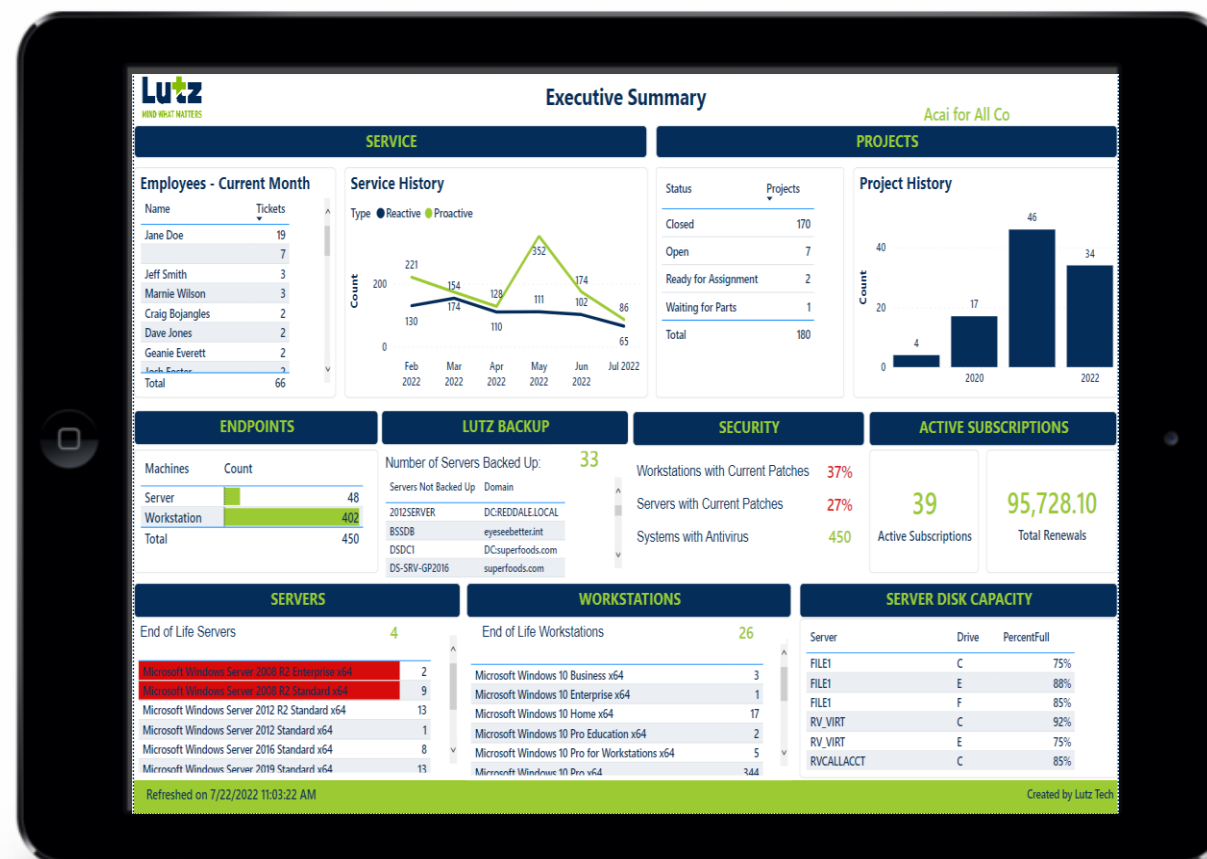 Lutz
MIND WHAT MATTERS
Executive Summary
Acai for All Co
SERVICE
PROJECTS
Employees - Current Month
Name Tickets
Jane Doe 19
7
Jeff Smith 3
Marnie Wilson 3
Craig Bojangles 2
Dave Jones 2
Geanie Everett 2
Josh Foster 2
Total 66
Service History
Type Reactive Proactive
Count
200
0
221
154
128
352
174
86
130
174
110
111
102
65
Feb 2022 Mar 2022 Apr 2022 May 2022 Jun 2022 Jul 2022
Status Projects
Closed 170
Open 7
Ready for Assignment 2
Waiting for Parts 1
Total 180
Project History
Count
40
20
0
4
17
46
34
2020 2022
ENDPOINTS
Machines Count
Server 48
Workstation 402
Total 450
LUTZ BACKUP
Number of Servers Backed Up: 33
Servers Not Backed Up Domain
2012SERVER DC:REDDALE.LOCAL
BSSDB eyeseebetter.int
DSDC1 DC:superfoods.com
DS-SRV-GP2016 superfoods.com
SECURITY
Workstations with Current Patches 37%
Servers with Current Patches 27%
Systems with Antivirus 450
ACTIVE SUBSCRIPTIONS
39
Active Subscriptions
95,728.10
Total Renewals
SERVERS
End of Life Servers 4
Microsoft Windows Server 2008 R2 Enterprise x64 2
Microsoft Windows Server 2008 R2 Standard x64 9
Microsoft Windows Server 2012 R2 Standard x64 13
Microsoft Windows Server 2012 Standard x64 1
Microsoft Windows Server 2016 Standard x64 8
Microsoft Windows Server 2019 Standard x64 13
WORKSTATIONS
End of Life Workstations 26
Microsoft Windows 10 Business x64 3
Microsoft Windows 10 Enterprise x64 1
Microsoft Windows 10 Home x64 17
Microsoft Windows 10 Pro Education x64 2
Microsoft Windows 10 Pro for Workstations x64 5
Microsoft Windows 10 Pro x64 344
SERVER DISK CAPACITY
Server Drive PercentFull
FILE1 C 75%
FILE1 E 88%
FILE1 F 85%
RV_VIRT C 92%
RV_VIRT E 75%
RVCALLACCT C 85%
Refreshed on 7/22/2022 11:03:22 AM
Created by Lutz Tech